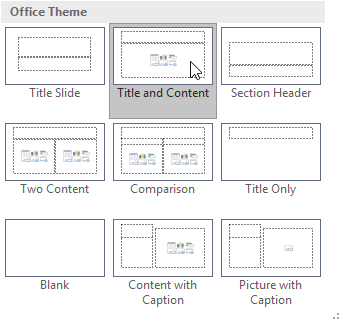 Office Theme
Title Slide
Title and Content
Section Header
Two Content
Comparison
Title Only
Blank
Content with
Caption
Picture with
Caption